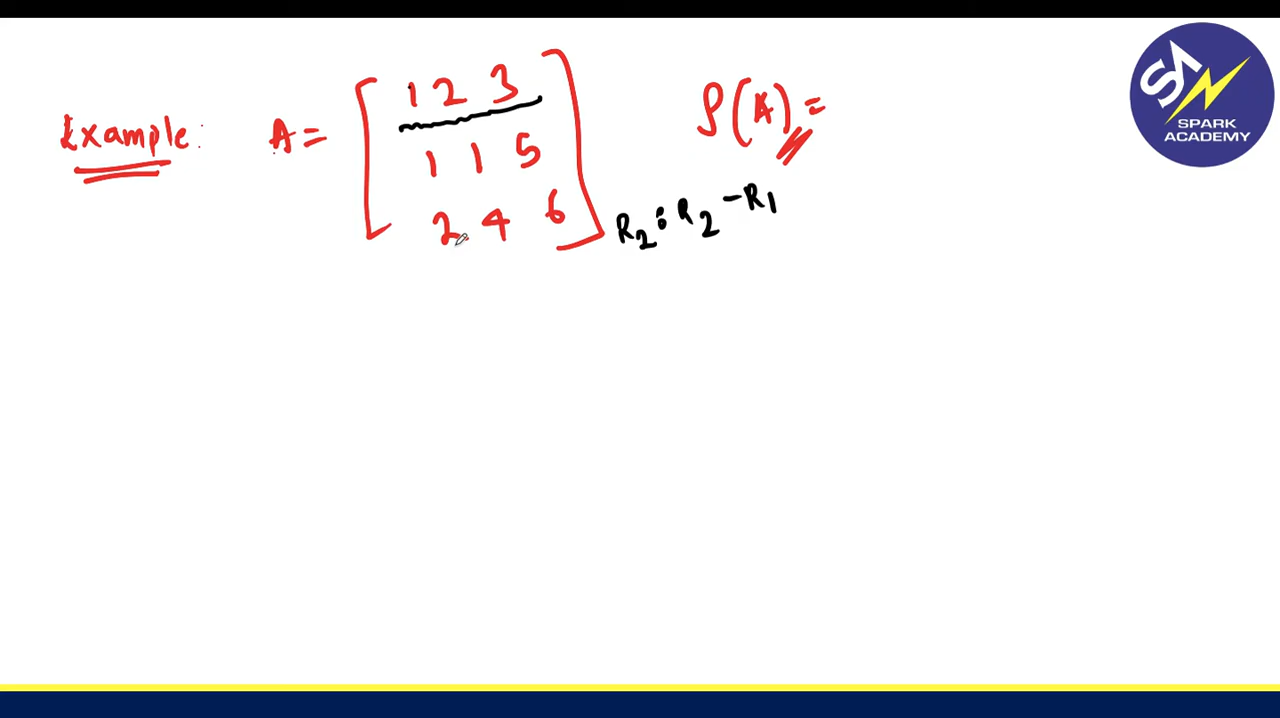 Example: A = [ 1 2 3
1 1 5
2 4 6 ]
ρ(A) =
R2 : R2 - R1
SPARK
ACADEMY